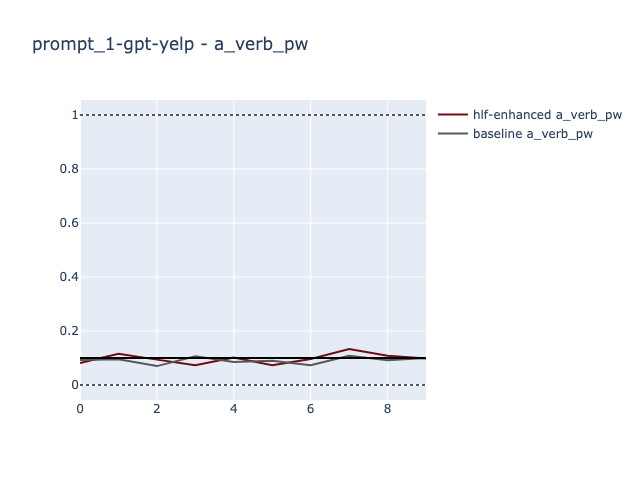 prompt_1-gpt-yelp - a_verb_pw
hlf-enhanced a_verb_pw
baseline a_verb_pw
1
0.8
0.6
0.4
0.2
0
0 2 4 6 8